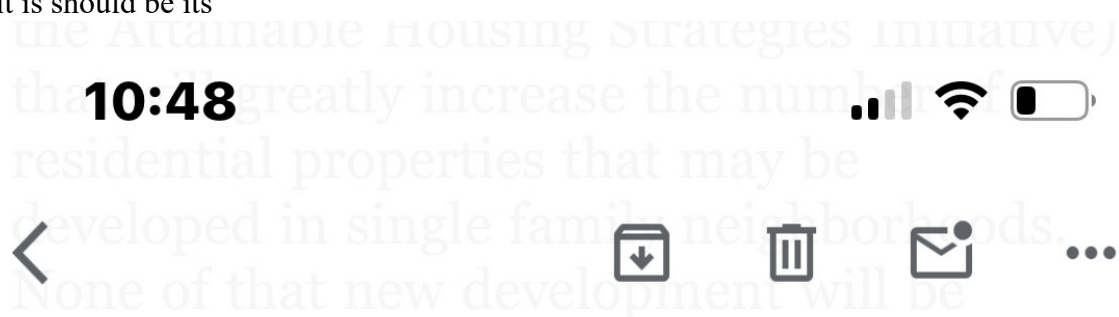 it is should be its
the Attainable Housing Strategies Initiative)
10:48
that will greatly increase the number of
residential properties that may be
developed in single family neighborhoods.
None of that new development will be